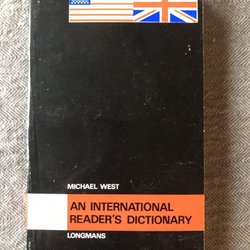 MICHAEL WEST
AN INTERNATIONAL
READER'S DICTIONARY
LONGMANS